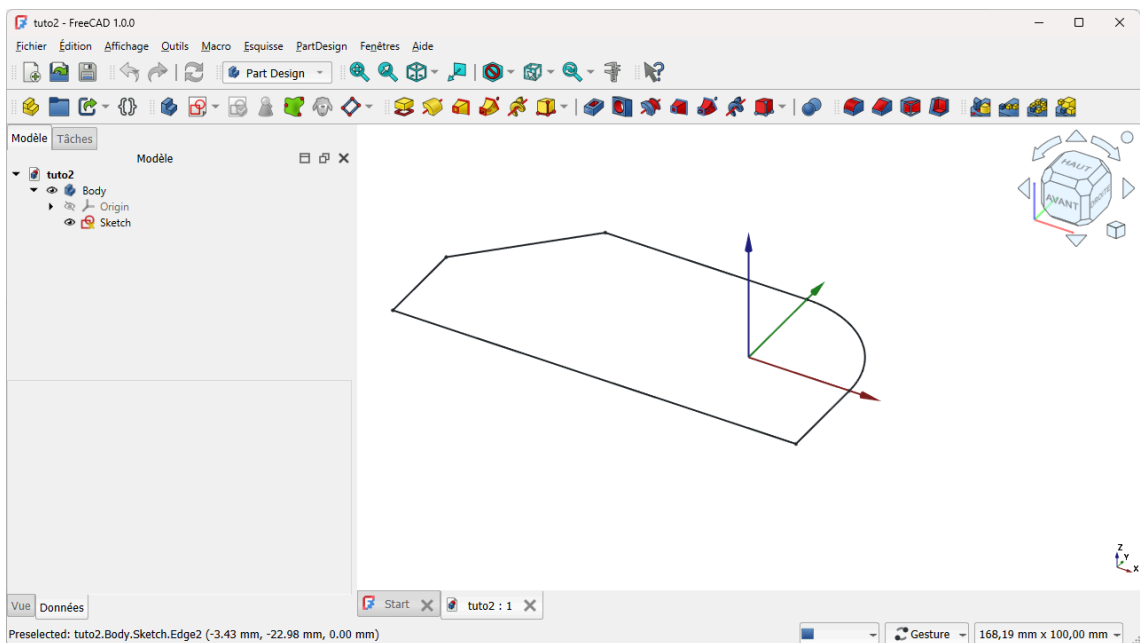 tuto2 - FreeCAD 1.0.0
Fichier Édition Affichage Outils Macro Esquisse PartDesign Fenêtres Aide
Part Design
Modèle Tâches
Modèle
tuto2
Body
Origin
Sketch
HAUT
AVANT
DROITE
Z
Y
X
Vue Données
Start
tuto2 : 1
Preselected: tuto2.Body.Sketch.Edge2 (-3.43 mm, -22.98 mm, 0.00 mm)
Gesture
168,19 mm x 100,00 mm